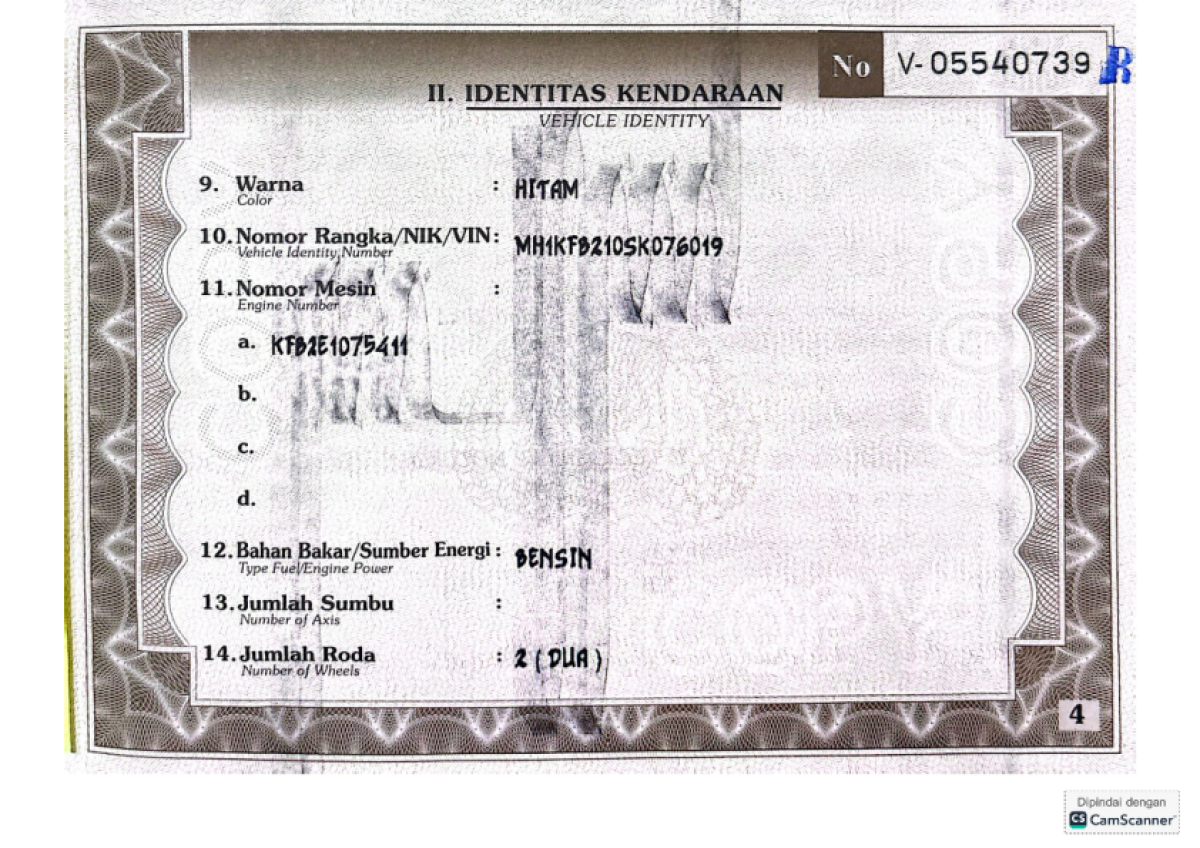 No V-05540739 R
II. IDENTITAS KENDARAAN
VEHICLE IDENTITY
9. Warna : HITAM
Color
10. Nomor Rangka/NIK/VIN: MH1KFB210SK076019
Vehicle Identity Number
11. Nomor Mesin :
Engine Number
a. KFB2E1075411
b.
c.
d.
12. Bahan Bakar/Sumber Energi : BENSIN
Type Fuel/Engine Power
13. Jumlah Sumbu :
Number of Axis
14. Jumlah Roda : 2 ( DUA )
Number of Wheels
4
Dipindai dengan
CS CamScanner